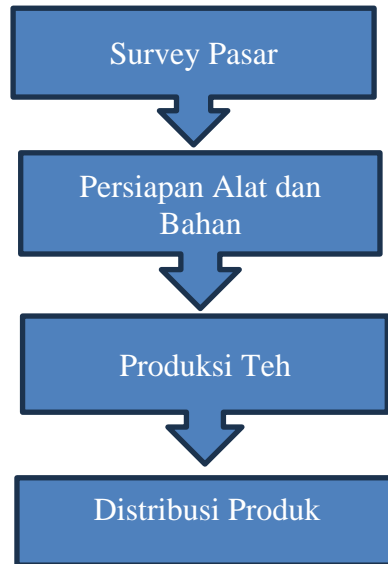 Survey Pasar
Persiapan Alat dan
Bahan
Produksi Teh
Distribusi Produk